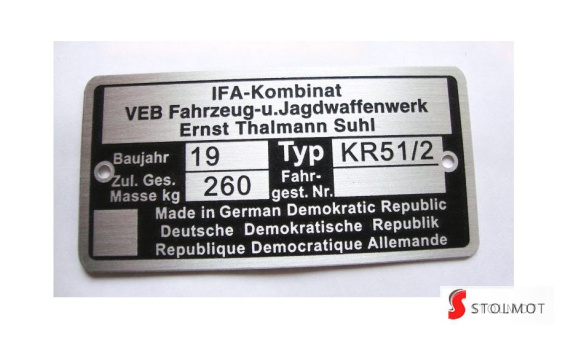 IFA-Kombinat
VEB Fahrzeug-u.Jagdwaffenwerk
Ernst Thalmann Suhl
Baujahr 19 Typ KR51/2
Zul. Ges. Masse kg 260 Fahr-gest. Nr.
Made in German Demokratic Republic
Deutsche Demokratische Republik
Republique Democratique Allemande
STOLMOT